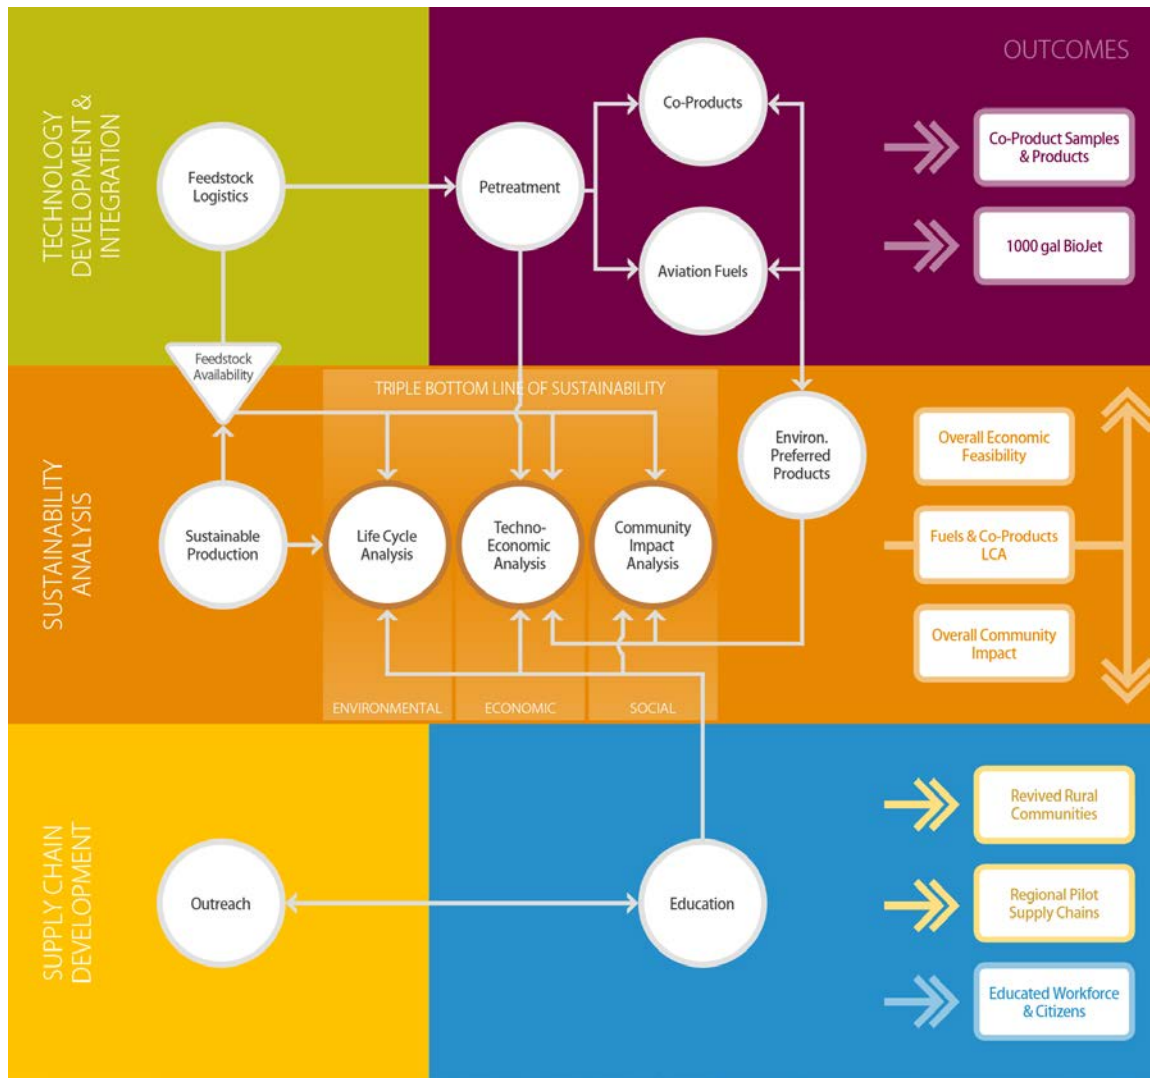 OUTCOMES
TECHNOLOGY
DEVELOPMENT &
INTEGRATION
Feedstock
Logistics
Petreatment
Co-Products
Aviation Fuels
Co-Product Samples
& Products
1000 gal BioJet
Feedstock
Availability
SUSTAINABILITY
ANALYSIS
TRIPLE BOTTOM LINE OF SUSTAINABILITY
Sustainable
Production
Life Cycle
Analysis
Techno-
Economic
Analysis
Community
Impact
Analysis
Environ.
Preferred
Products
ENVIRONMENTAL
ECONOMIC
SOCIAL
Overall Economic
Feasibility
Fuels & Co-Products
LCA
Overall Community
Impact
SUPPLY CHAIN
DEVELOPMENT
Outreach
Education
Revived Rural
Communities
Regional Pilot
Supply Chains
Educated Workforce
& Citizens